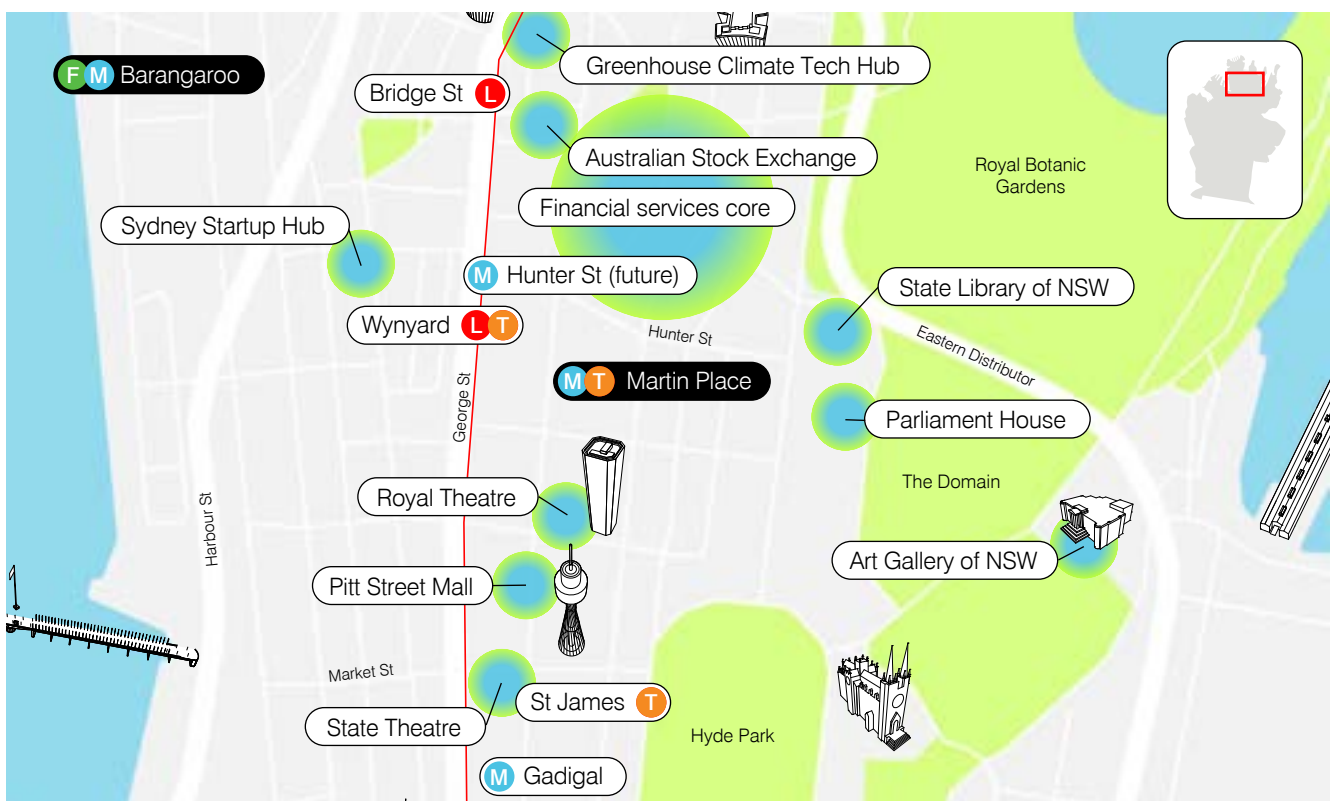 Greenhouse Climate Tech Hub
F M Barangaroo
Bridge St L
Australian Stock Exchange
Royal Botanic
Gardens
Financial services core
Sydney Startup Hub
M Hunter St (future)
State Library of NSW
Wynyard L T
Hunter St
Eastern Distributor
M T Martin Place
George St
Parliament House
The Domain
Royal Theatre
Harbour St
Art Gallery of NSW
Pitt Street Mall
Market St
St James T
State Theatre
Hyde Park
M Gadigal